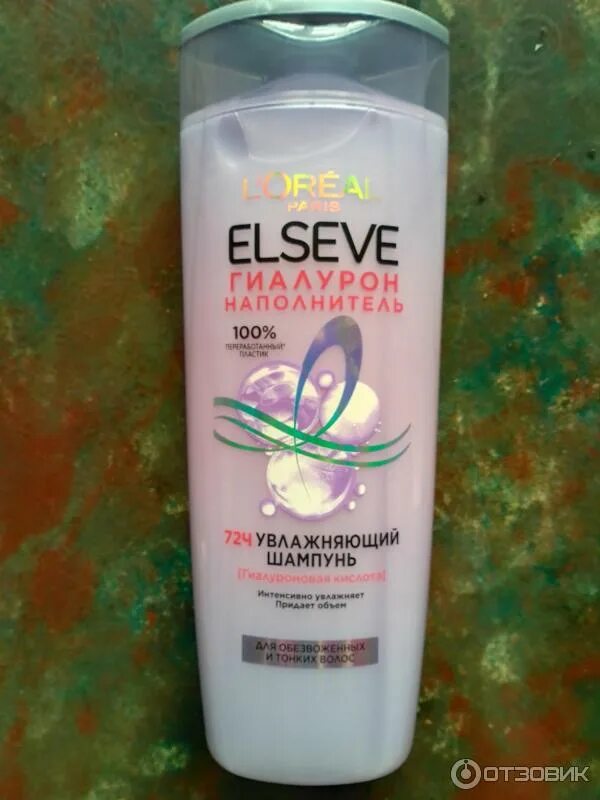 L'ORÉAL
PARIS
ELSEVE
ГИАЛУРОН
НАПОЛНИТЕЛЬ
100%
ПЕРЕРАБОТАННЫЙ*
ПЛАСТИК
72Ч УВЛАЖНЯЮЩИЙ
ШАМПУНЬ
[Гиалуроновая кислота]
Интенсивно увлажняет
Придает объем
ДЛЯ ОБЕЗВОЖЕННЫХ
И ТОНКИХ ВОЛОС
ОТЗОВИК